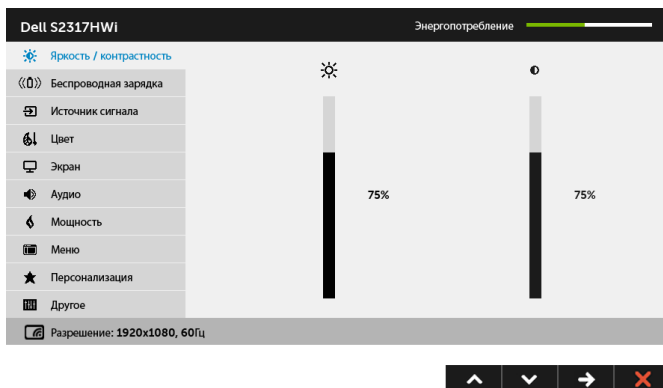 Dell S2317HWi
Энергопотребление
Яркость / контрастность
Беспроводная зарядка
Источник сигнала
Цвет
Экран
Аудио
Мощность
Меню
Персонализация
Другое
75%
75%
Разрешение: 1920x1080, 60Гц